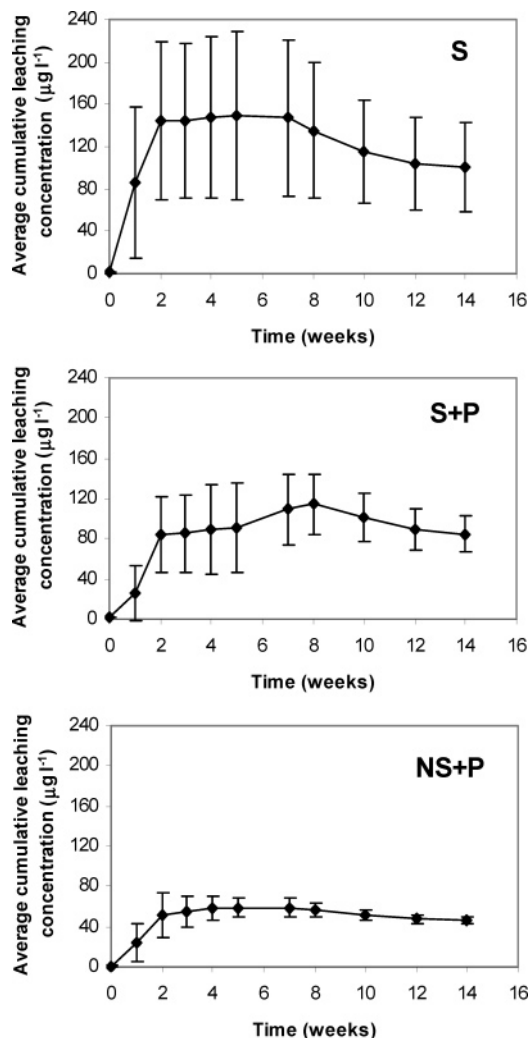 Average cumulative leaching
concentration (µg l-1)
240
200
160
120
80
40
0
S
0 2 4 6 8 10 12 14 16
Time (weeks)
Average cumulative leaching
concentration (µg l-1)
240
200
160
120
80
40
0
S+P
0 2 4 6 8 10 12 14 16
Time (weeks)
Average cumulative leaching
concentration (µg l-1)
240
200
160
120
80
40
0
NS+P
0 2 4 6 8 10 12 14 16
Time (weeks)